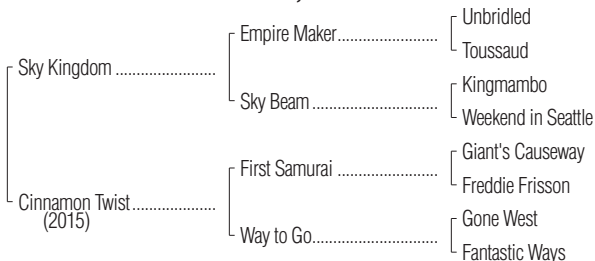 Unbridled
Empire Maker..................
Toussaud
Sky Kingdom ......................
Kingmambo
Sky Beam ......................
Weekend in Seattle
Giant's Causeway
First Samurai ..................
Freddie Frisson
Cinnamon Twist..................
(2015)
Gone West
Way to Go......................
Fantastic Ways